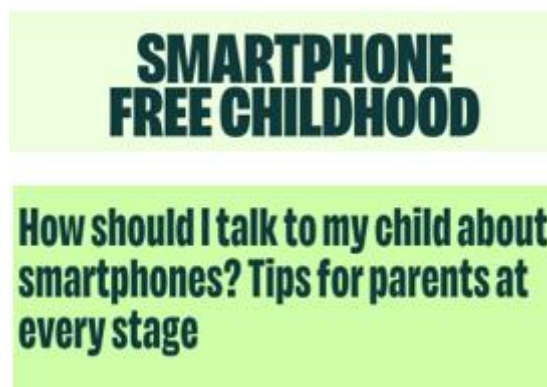 SMARTPHONE
FREE CHILDHOOD
How should I talk to my child about
smartphones? Tips for parents at
every stage